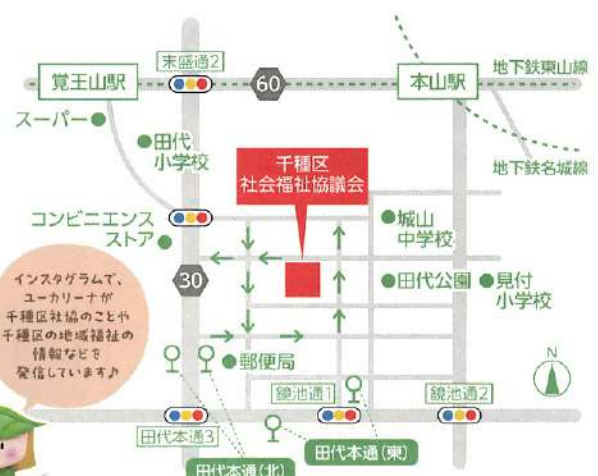 末盛通2
覚王山駅
60
本山駅
地下鉄東山線
スーパー
田代
小学校
千種区
社会福祉協議会
地下鉄名城線
コンビニエンス
ストア
城山
中学校
30
田代公園
見付
小学校
インスタグラムで、
ユーカリーナが
千種区社協のことや
千種区の地域福祉の
情報などを
発信しています♪
郵便局
N
鏡池通1
鏡池通2
田代本通3
田代本通(東)
田代本通(北)